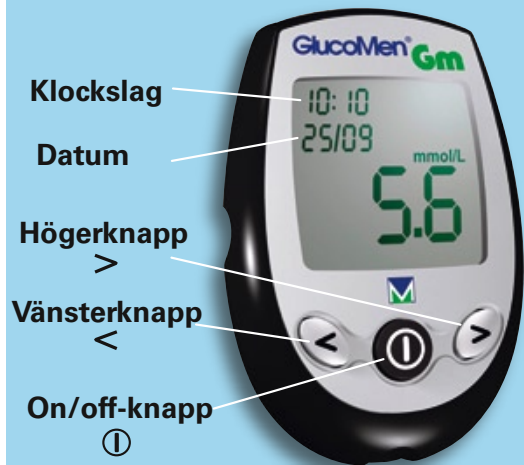 GlucoMen® Gm
Klockslag
10:10
Datum
25/09
mmol/L
5.6
Högerknapp
>
Vänsterknapp
<
On/off-knapp
< >